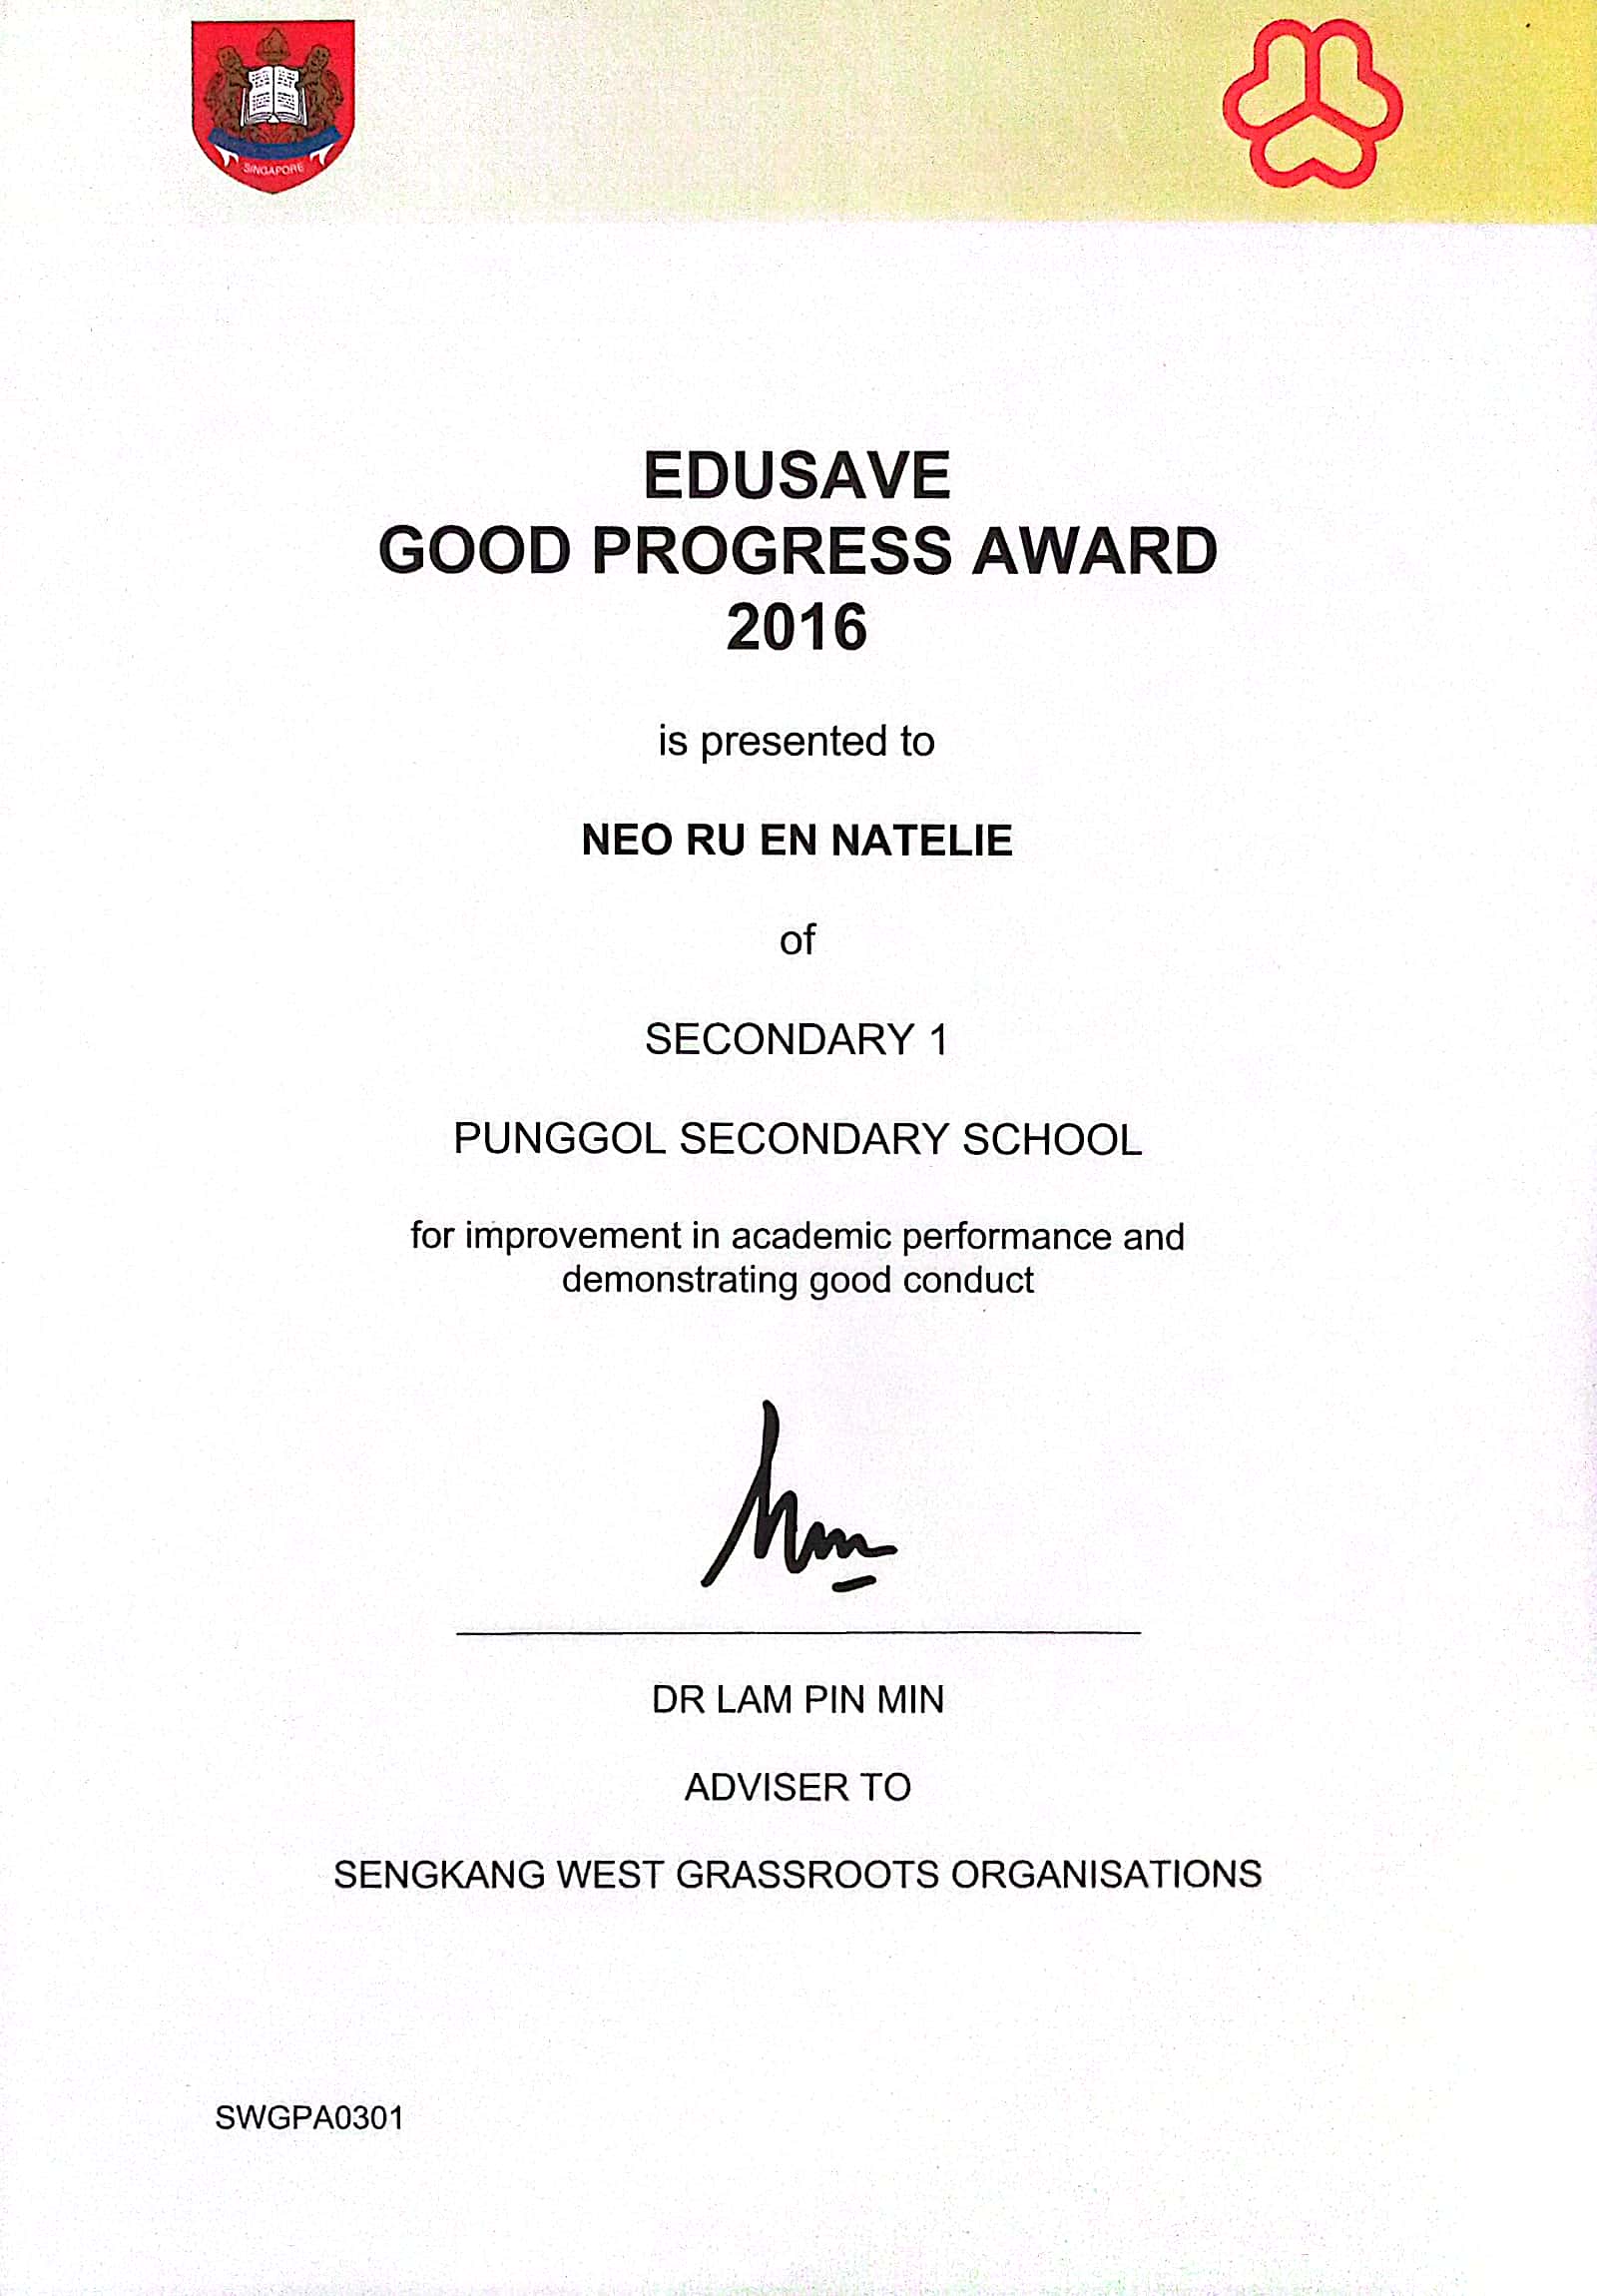 SINGAPORE
EDUSAVE
GOOD PROGRESS AWARD
2016
is presented to
NEO RU EN NATELIE
of
SECONDARY 1
PUNGGOL SECONDARY SCHOOL
for improvement in academic performance and
demonstrating good conduct
DR LAM PIN MIN
ADVISER TO
SENGKANG WEST GRASSROOTS ORGANISATIONS
SWGPA0301